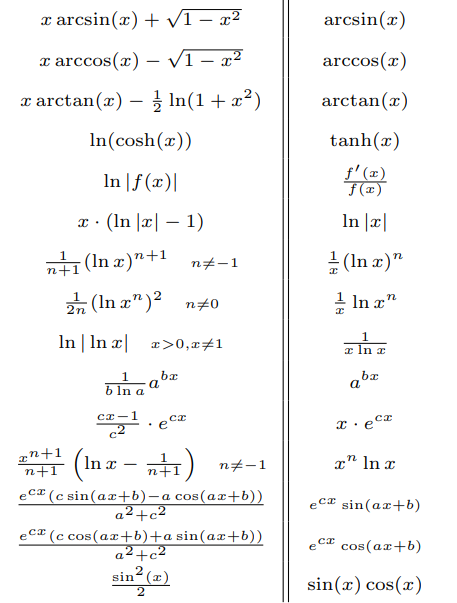 x arcsin(x) + √(1 − x²) arcsin(x)
x arccos(x) − √(1 − x²) arccos(x)
x arctan(x) − 1/2 ln(1 + x²) arctan(x)
ln(cosh(x)) tanh(x)
ln |f(x)| f′(x)/f(x)
x · (ln |x| − 1) ln |x|
1/(n+1) (ln x)ⁿ⁺¹ n≠−1 1/x (ln x)ⁿ
1/(2n) (ln xⁿ)² n≠0 1/x ln xⁿ
ln | ln x| x>0,x≠1 1/(x ln x)
1/(b ln a) a^(bx) a^(bx)
(cx−1)/c² · e^(cx) x · e^(cx)
xⁿ⁺¹/(n+1) (ln x − 1/(n+1)) n≠−1 xⁿ ln x
e^(cx)(c sin(ax+b)−a cos(ax+b))/(a²+c²) e^(cx) sin(ax+b)
e^(cx)(c cos(ax+b)+a sin(ax+b))/(a²+c²) e^(cx) cos(ax+b)
sin²(x)/2 sin(x) cos(x)